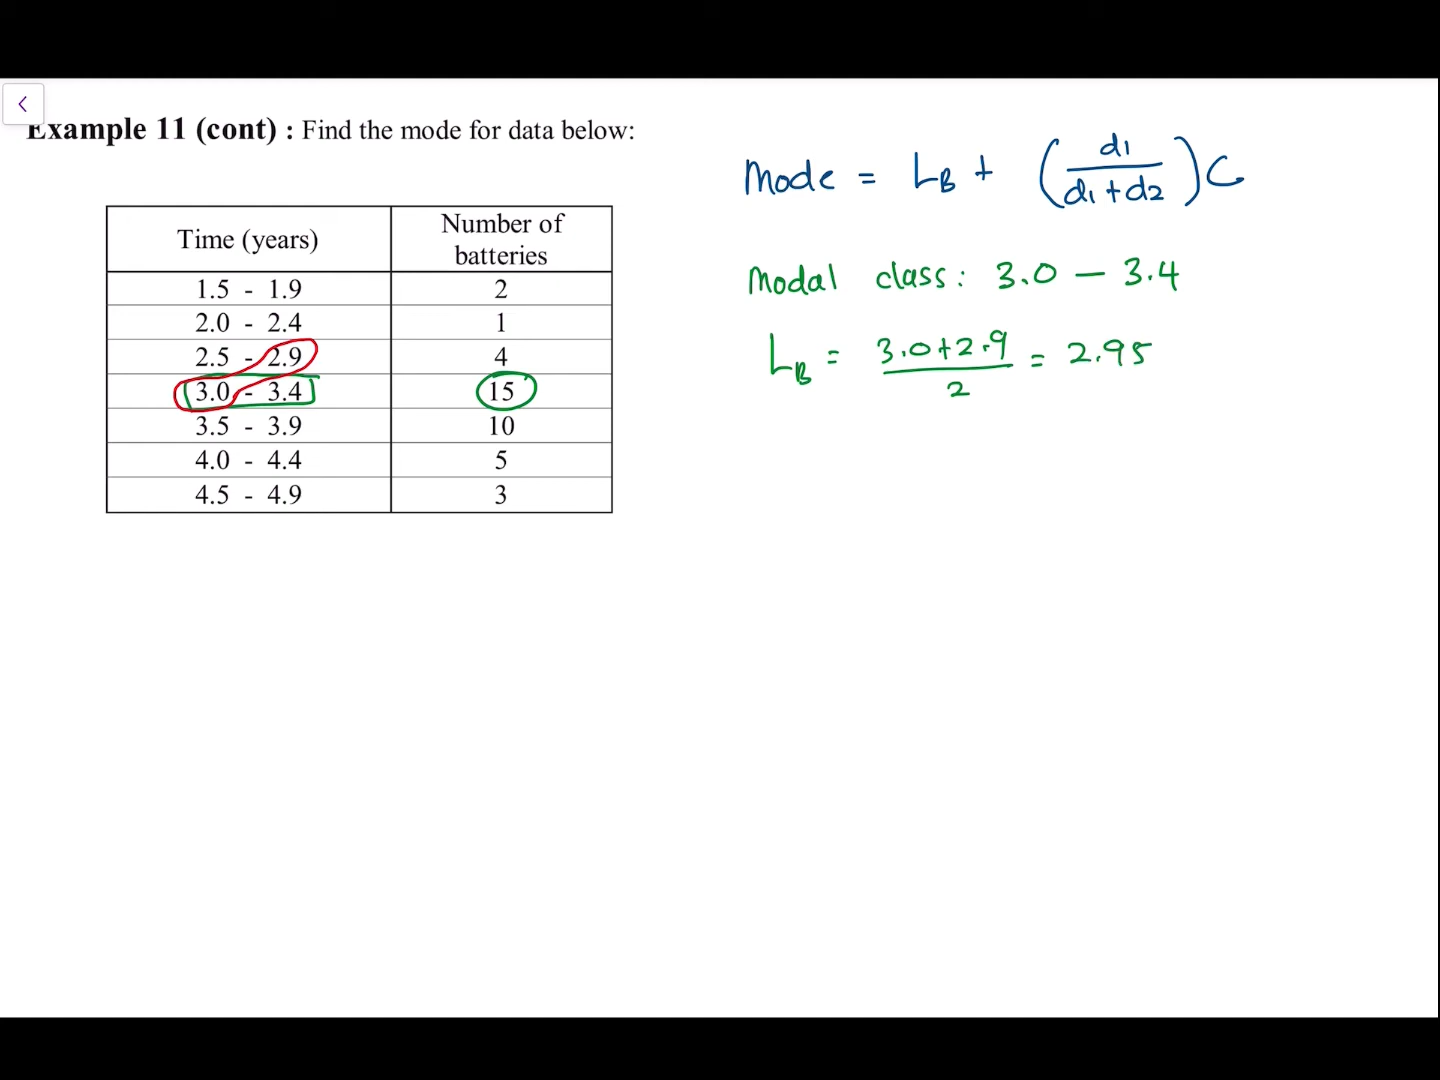 Example 11 (cont) : Find the mode for data below:
Time (years) Number of batteries
1.5 - 1.9 2
2.0 - 2.4 1
2.5 - 2.9 4
3.0 - 3.4 15
3.5 - 3.9 10
4.0 - 4.4 5
4.5 - 4.9 3
Mode = LB + (d1 / d1 + d2) C
Modal class: 3.0 – 3.4
LB = 3.0+2.9 / 2 = 2.95